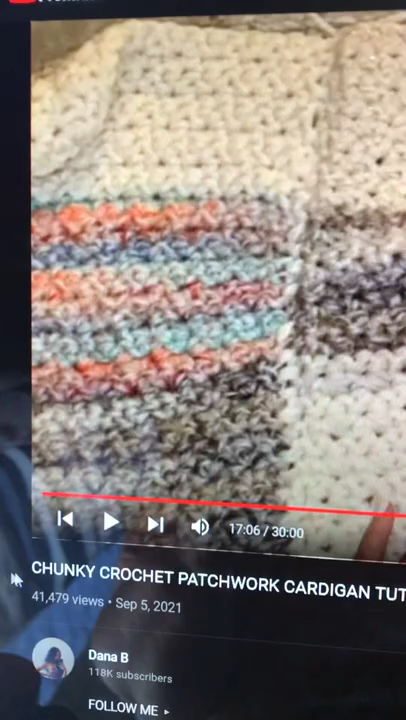 17:06 / 30:00
CHUNKY CROCHET PATCHWORK CARDIGAN TUT
41,479 views • Sep 5, 2021
Dana B
118K subscribers
FOLLOW ME ▸